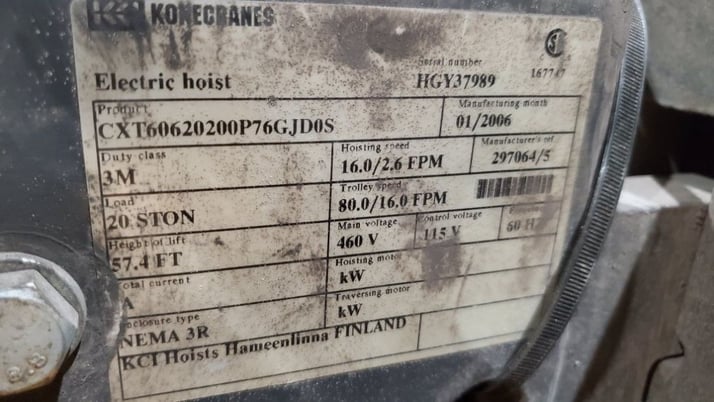 KONECRANES
Electric hoist
Serial number
HGY37989
167747
Product
CXT60620200P76GJD0S
Manufacturing month
01/2006
Duty class
3M
Hoisting speed
16.0/2.6 FPM
Manufacturer's ref
297064/5
Load
20 STON
Trolley speed
80.0/16.0 FPM
Height of lift
57.4 FT
Main voltage
460 V
Control voltage
115 V
60 HZ
Total current
A
Hoisting motor
kW
Traversing motor
kW
Enclosure type
NEMA 3R
KCI Hoists Hameenlinna FINLAND
8.8